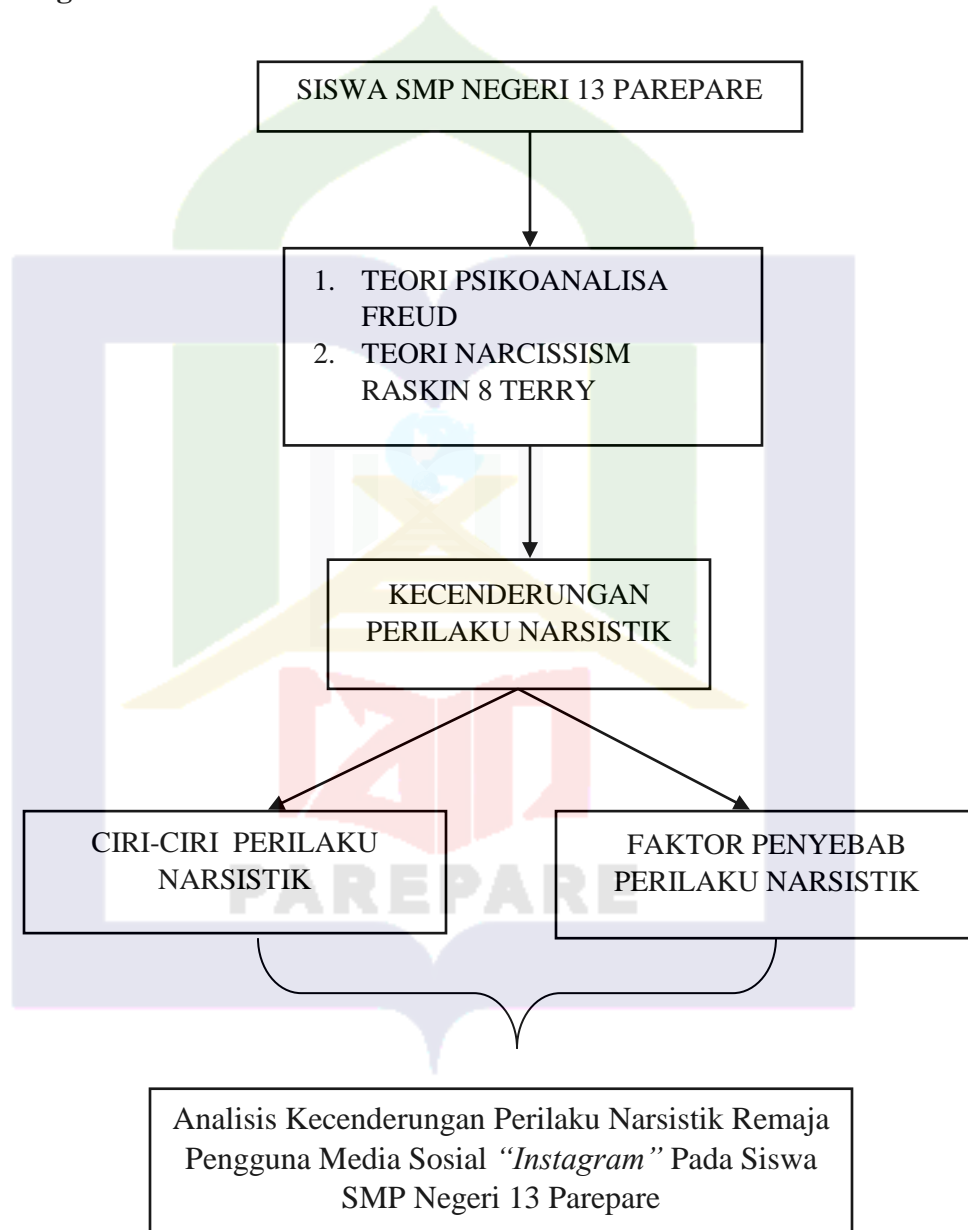 SISWA SMP NEGERI 13 PAREPARE
1. TEORI PSIKOANALISA
FREUD
2. TEORI NARCISSISM
RASKIN 8 TERRY
KECENDERUNGAN
PERILAKU NARSISTIK
CIRI-CIRI PERILAKU
NARSISTIK
FAKTOR PENYEBAB
PERILAKU NARSISTIK
PAREPARE
Analisis Kecenderungan Perilaku Narsistik Remaja
Pengguna Media Sosial “Instagram” Pada Siswa
SMP Negeri 13 Parepare